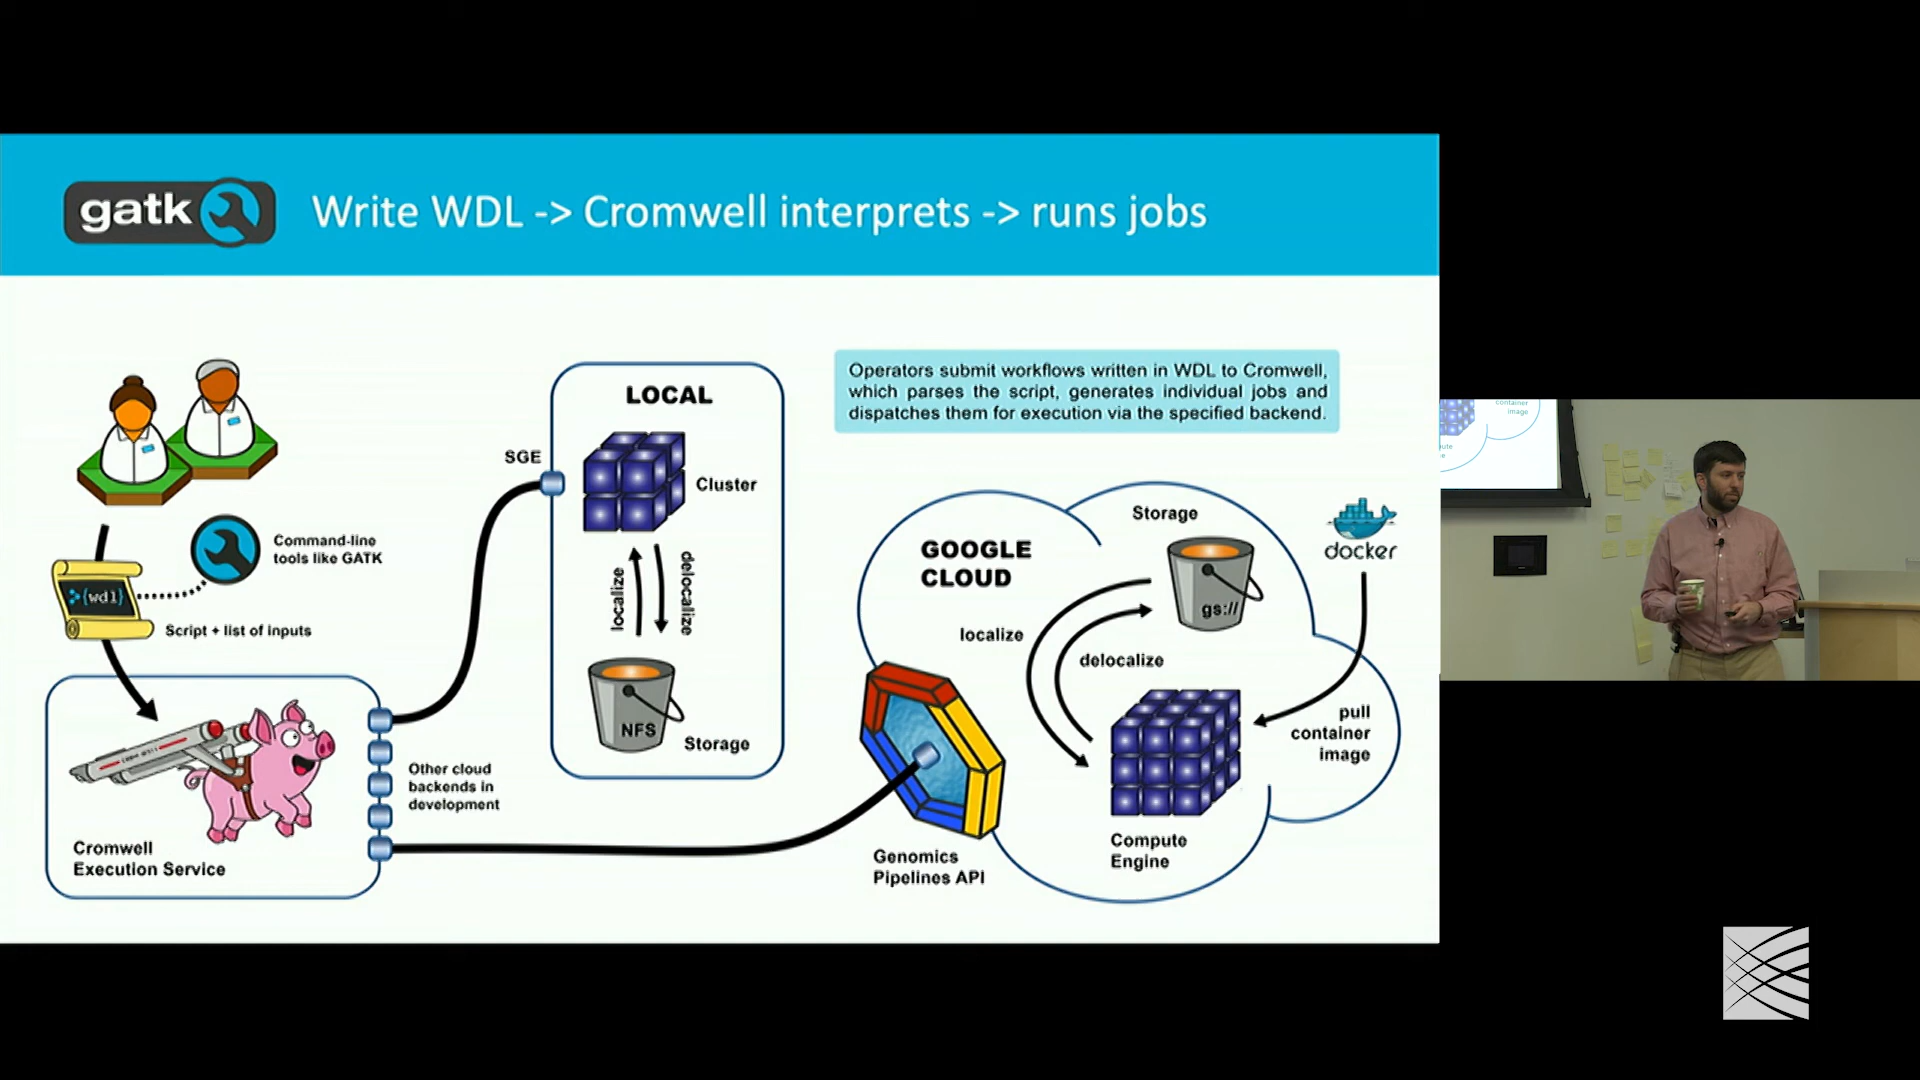 gatk
Write WDL -> Cromwell interprets -> runs jobs
Operators submit workflows written in WDL to Cromwell,
which parses the script, generates individual jobs and
dispatches them for execution via the specified backend.
LOCAL
SGE
Cluster
localize
delocalize
NFS
Storage
Command-line
tools like GATK
{wdl}
Script + list of inputs
Cromwell
Execution Service
Other cloud
backends in
development
GOOGLE
CLOUD
Storage
gs://
localize
delocalize
docker
pull
container
image
Compute
Engine
Genomics
Pipelines API
container
image